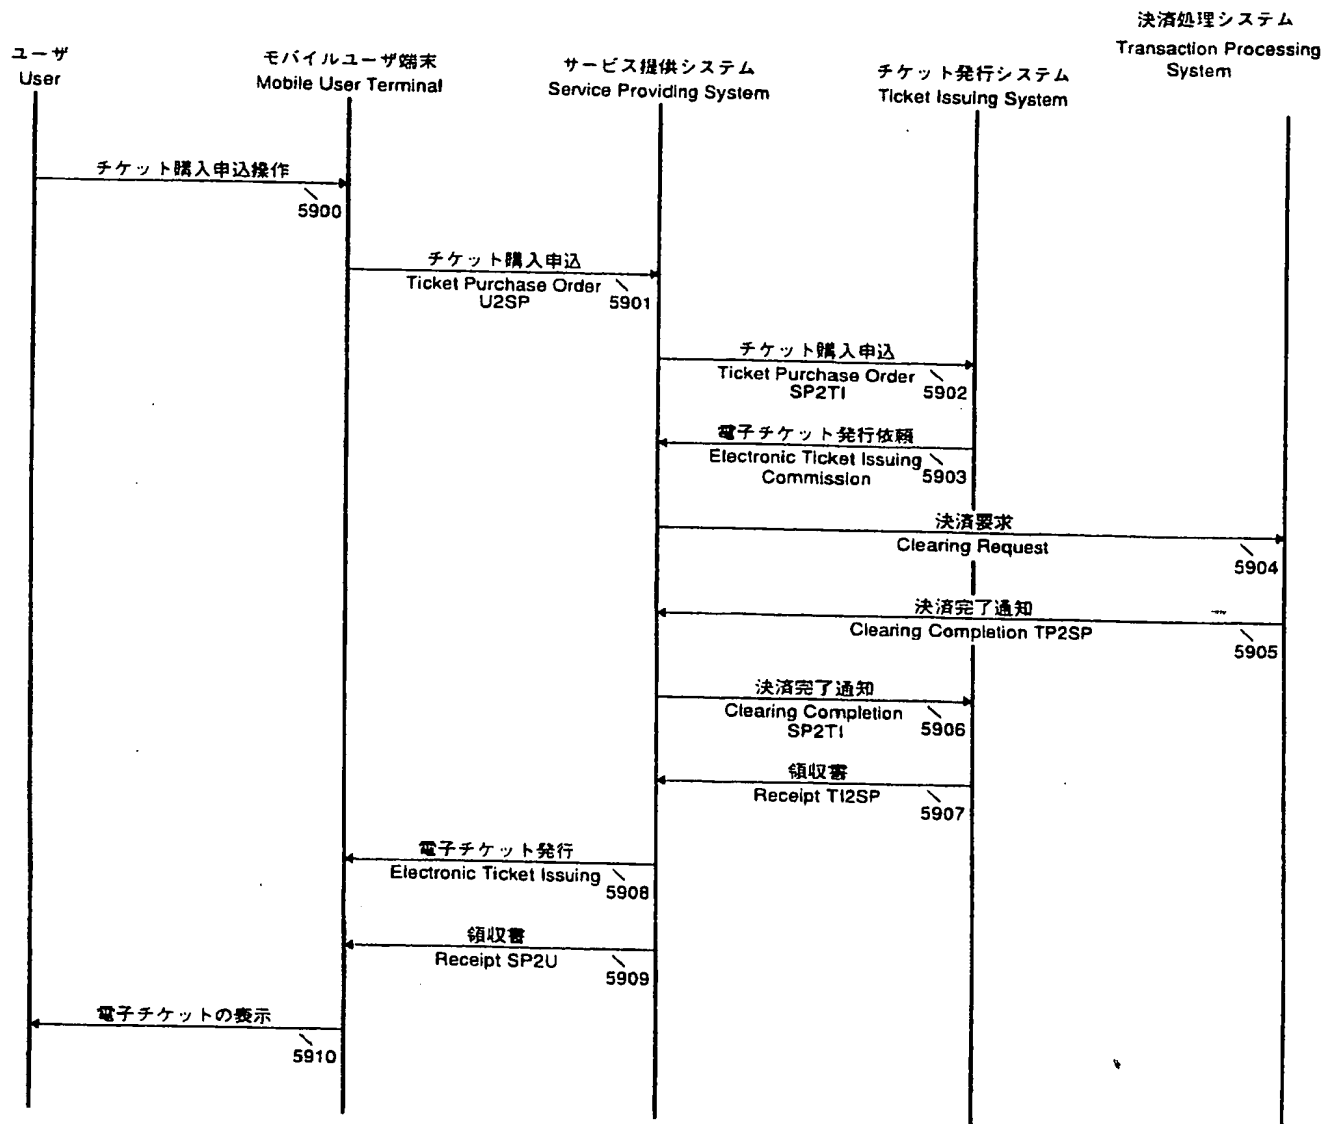 ユーザ
User
モバイルユーザ端末
Mobile User Terminal
サービス提供システム
Service Providing System
チケット発行システム
Ticket Issuing System
決済処理システム
Transaction Processing
System
チケット購入申込操作
5900
チケット購入申込
Ticket Purchase Order
U2SP
5901
チケット購入申込
Ticket Purchase Order
SP2TI
5902
電子チケット発行依頼
Electronic Ticket Issuing
Commission
5903
決済要求
Clearing Request
5904
決済完了通知
Clearing Completion TP2SP
5905
決済完了通知
Clearing Completion
SP2TI
5906
領収書
Receipt TI2SP
5907
電子チケット発行
Electronic Ticket Issuing
5908
領収書
Receipt SP2U
5909
電子チケットの表示
5910